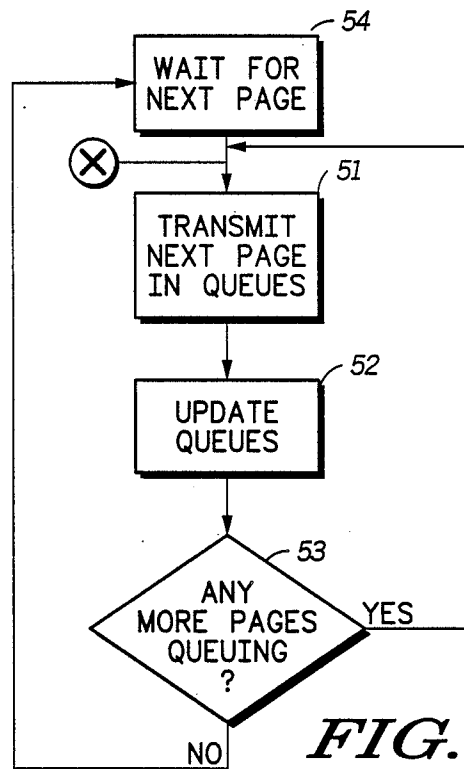 54
WAIT FOR
NEXT PAGE
X
51
TRANSMIT
NEXT PAGE
IN QUEUES
52
UPDATE
QUEUES
53
ANY
MORE PAGES
QUEUING
?
YES
NO
FIG.